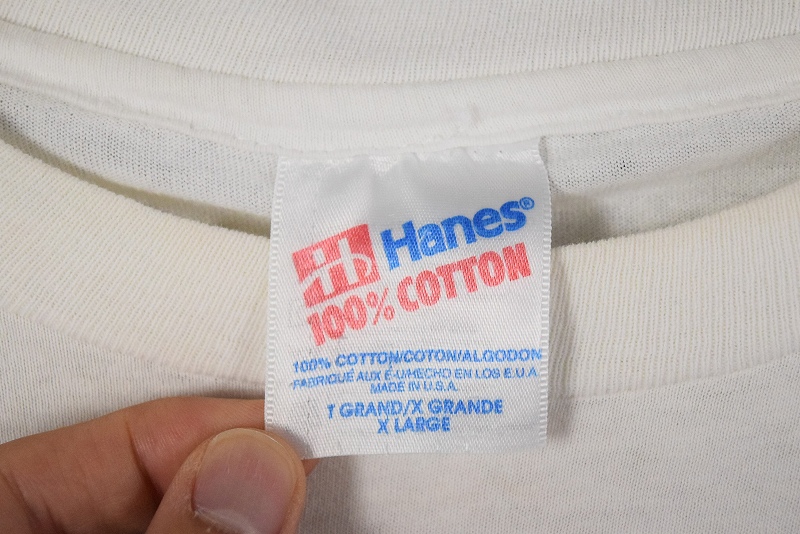 Hanes®
100% COTTON
100% COTTON/COTON/ALGODON
FABRIQUÉ AUX É-U/HECHO EN LOS E.U.A
MADE IN U.S.A.
T GRAND/X GRANDE
X LARGE